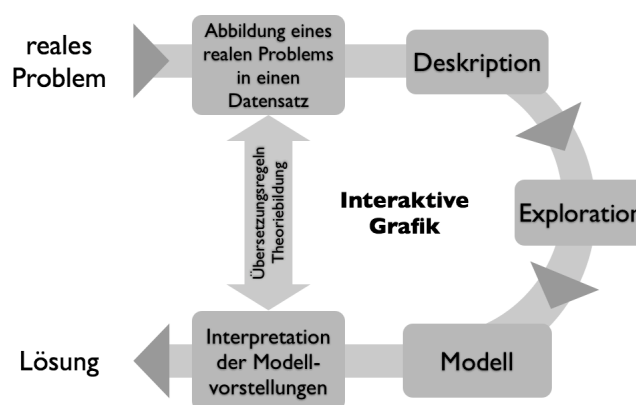 reales
Problem
Abbildung eines
realen Problems
in einen
Datensatz
Deskription
Übersetzungsregeln
Theoriebildung
Interaktive
Grafik
Exploration
Lösung
Interpretation
der Modell-
vorstellungen
Modell